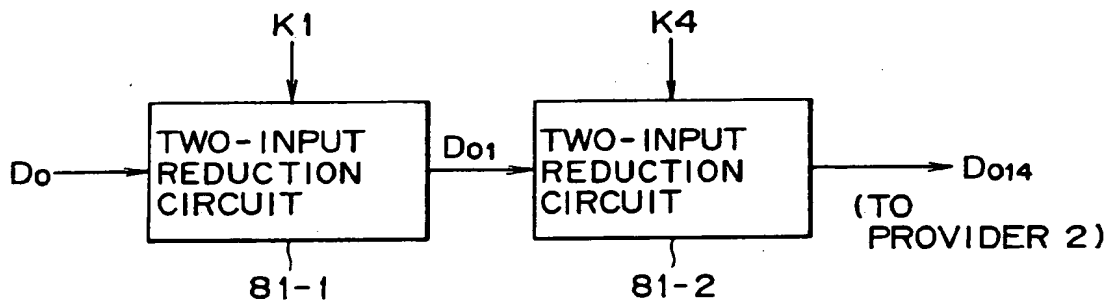 K1
K4
TWO-INPUT
REDUCTION
CIRCUIT
TWO-INPUT
REDUCTION
CIRCUIT
Do
Do1
Do14
(TO
PROVIDER 2)
81-1
81-2